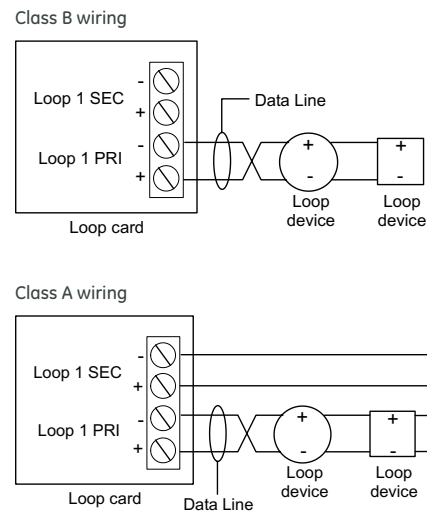 Class B wiring
-
Loop 1 SEC
+
Data Line
-
Loop 1 PRI
+
+
-
+
-
Loop device
Loop device
Loop card
Class A wiring
-
Loop 1 SEC
+
-
Loop 1 PRI
+
+
-
+
-
Loop device
Loop device
Loop card
Data Line